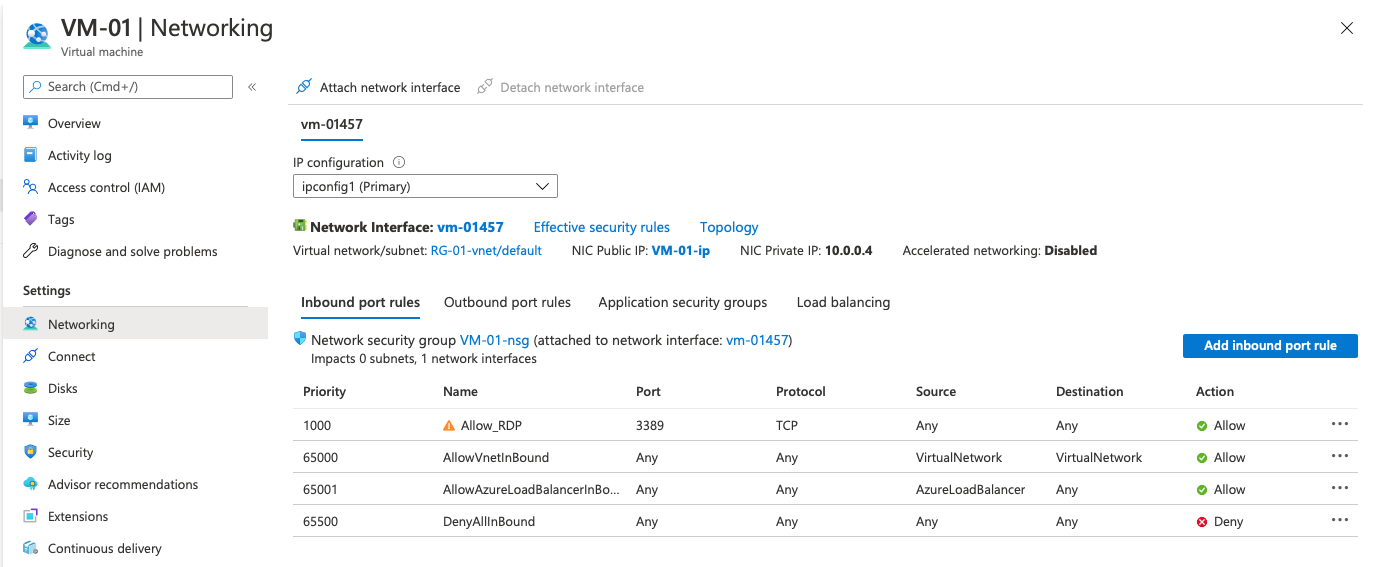 VM-01 | Networking
Virtual machine
Search (Cmd+/)
«
Attach network interface
Detach network interface
Overview
Activity log
Access control (IAM)
Tags
Diagnose and solve problems
Settings
Networking
Connect
Disks
Size
Security
Advisor recommendations
Extensions
Continuous delivery
vm-01457
IP configuration
ipconfig1 (Primary)
Network Interface: vm-01457 Effective security rules Topology
Virtual network/subnet: RG-01-vnet/default NIC Public IP: VM-01-ip NIC Private IP: 10.0.0.4 Accelerated networking: Disabled
Inbound port rules Outbound port rules Application security groups Load balancing
Network security group VM-01-nsg (attached to network interface: vm-01457)
Impacts 0 subnets, 1 network interfaces
Add inbound port rule
Priority Name Port Protocol Source Destination Action
1000 Allow_RDP 3389 TCP Any Any Allow ...
65000 AllowVnetInBound Any Any VirtualNetwork VirtualNetwork Allow ...
65001 AllowAzureLoadBalancerInBo... Any Any AzureLoadBalancer Any Allow ...
65500 DenyAllInBound Any Any Any Any Deny ...